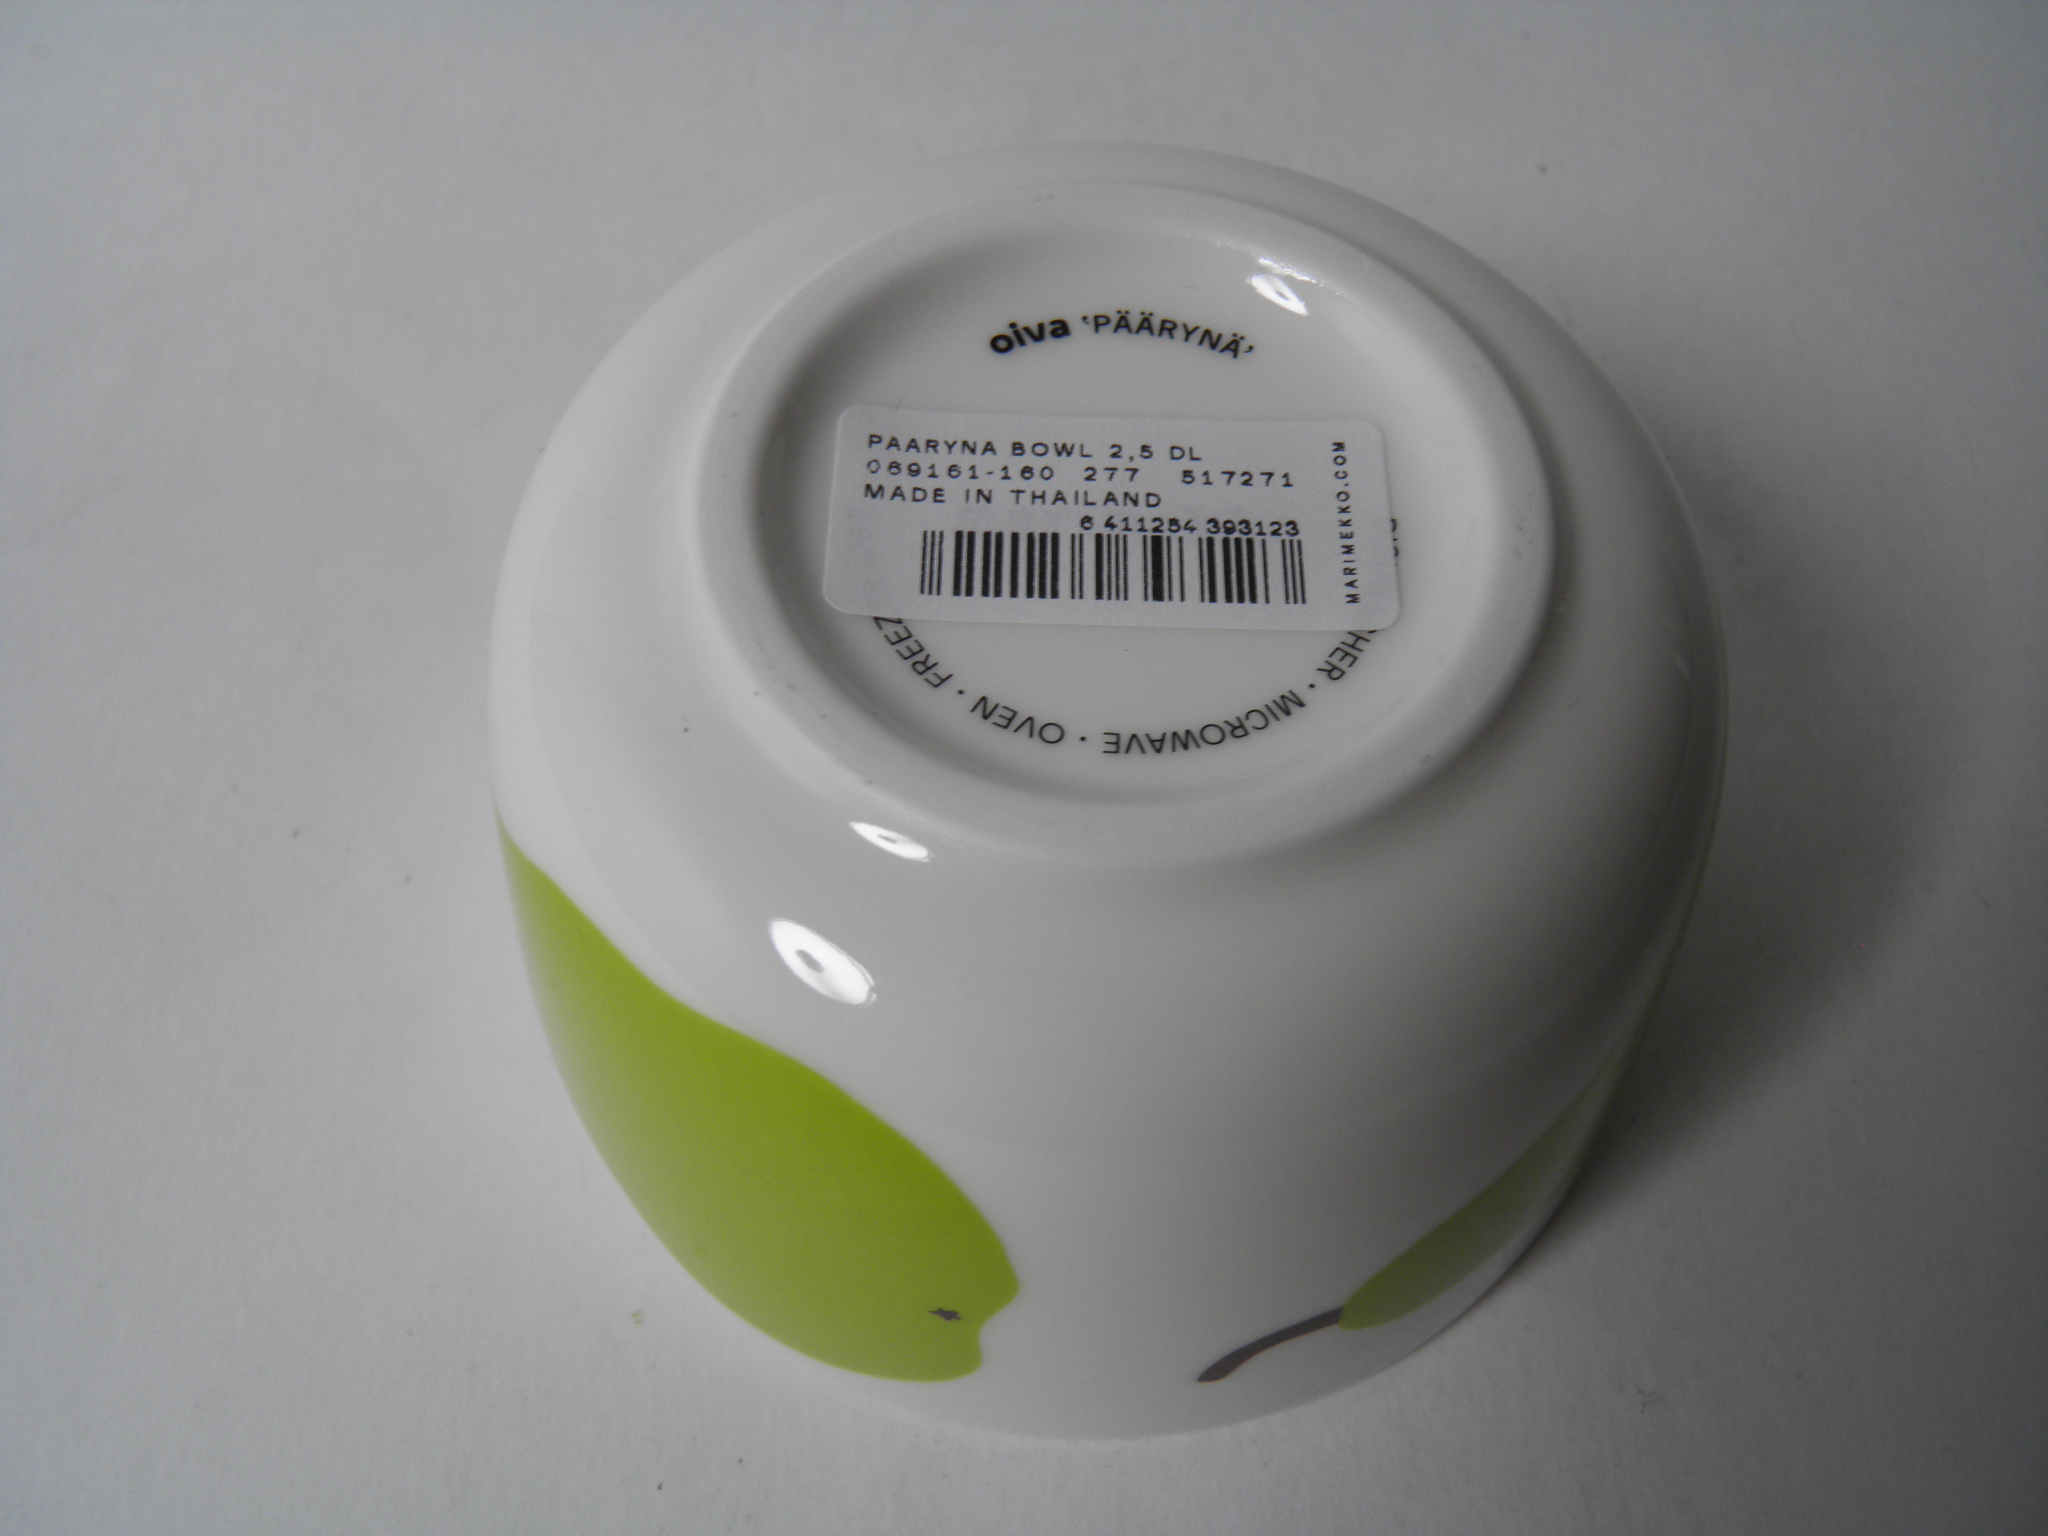 oiva ‘PÄÄRYNÄ’
PAARYNA BOWL 2,5 DL
069161-160 277 517271
MADE IN THAILAND
6 411254 393123
MARIMEKKO.COM
MICROWAVE · OVEN ·